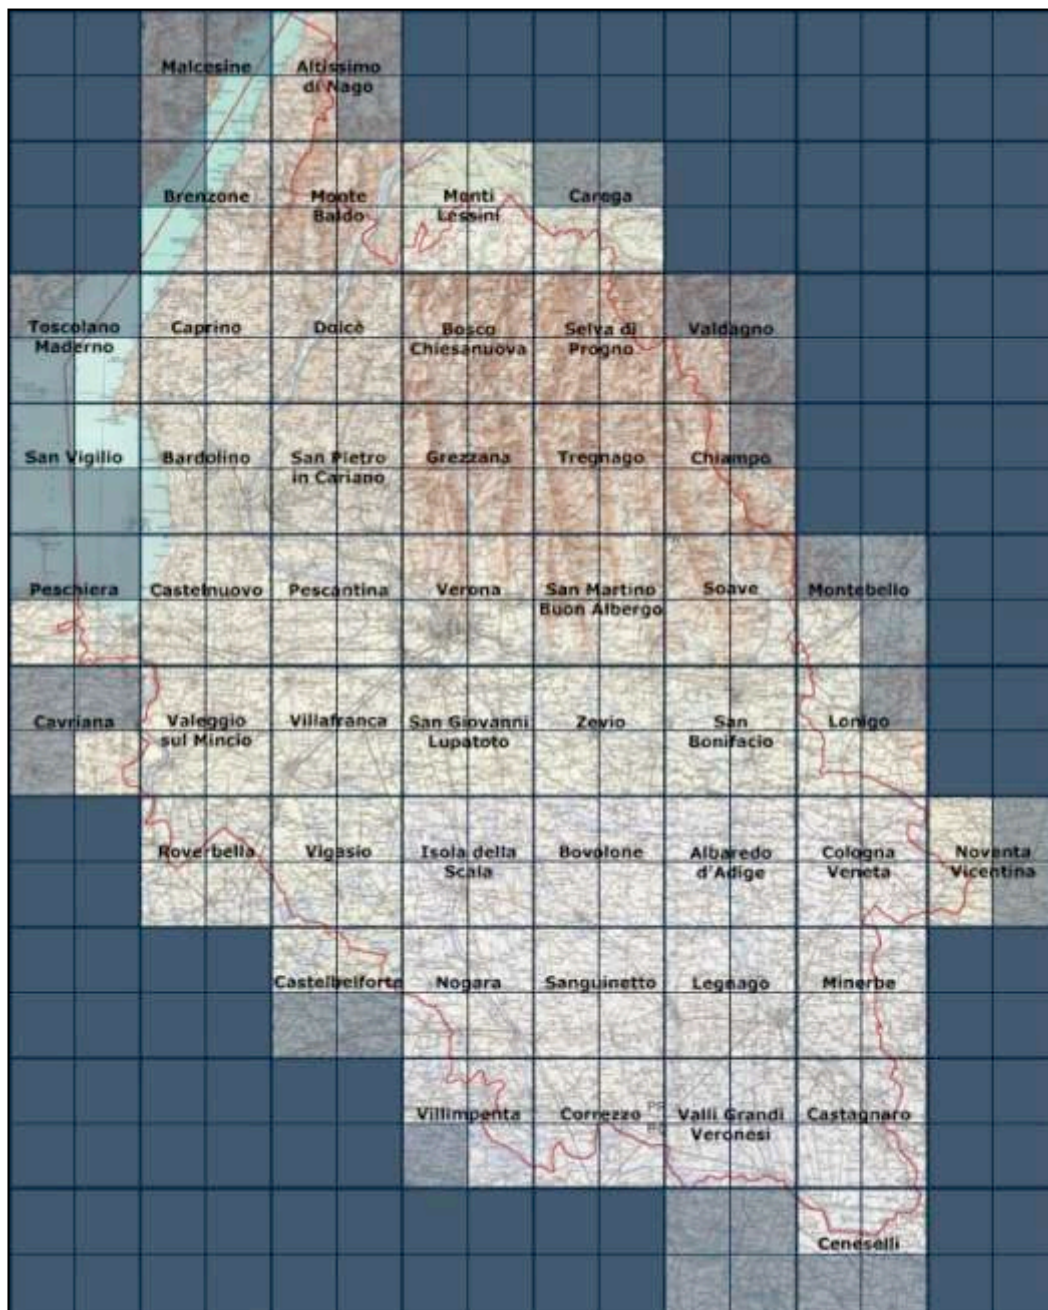 Malcesine
Altissimo
di Nago
Brenzone
Monte
Baldo
Monti
Lessini
Carega
Toscolano
Maderno
Caprino
Dolcè
Bosco
Chiesanuova
Selva di
Progno
Valdagno
San Vigilio
Bardolino
San Pietro
in Cariano
Grezzana
Tregnago
Chiampo
Peschiera
Castelnuovo
Pescantina
Verona
San Martino
Buon Albergo
Soave
Montebello
Cavriana
Valeggio
sul Mincio
Villafranca
San Giovanni
Lupatoto
Zevio
San
Bonifacio
Lonigo
Roverbella
Vigasio
Isola della
Scala
Bovolone
Albaredo
d'Adige
Cologna
Veneta
Noventa
Vicentina
Castelbelforte
Nogara
Sanguinetto
Legnago
Minerbe
Villimpenta
Correzzo
Valli Grandi
Veronesi
Castagnaro
Ceneselli